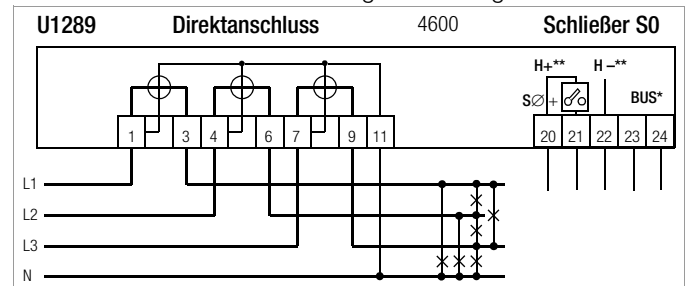 U1289 Direktanschluss 4600 Schließer S0
H+** H –**
S∅ + BUS*
1 3 4 6 7 9 11 20 21 22 23 24
L1
L2
L3
N